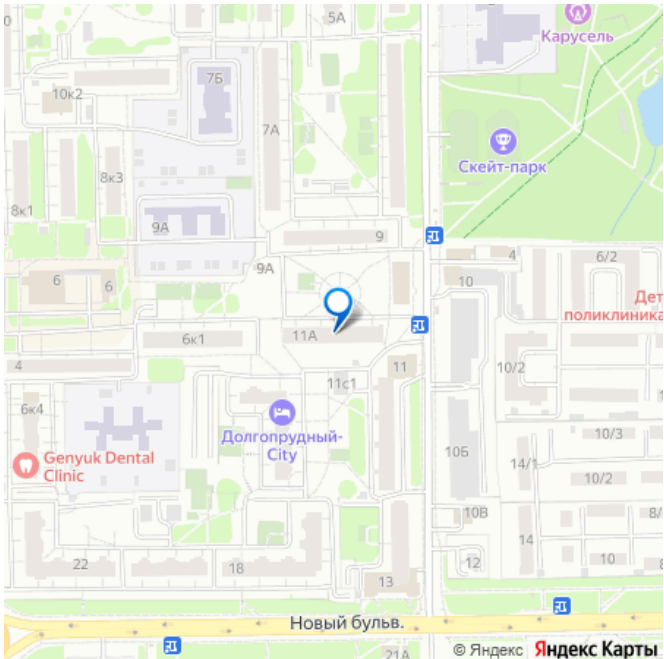 5А
Карусель
7Б
10к2
7А
Скейт-парк
8к3
8к1
9А
9
4
6/2
9А
6
6
10
Дет
поликлиника
11А
6к1
4
11
10/2
11с1
6к4
Долгопрудный-
City
10/3
10Б
14/1
Genyuk Dental
Clinic
10/2
10В
8/
14
22
18
12
10
13
Новый бульв.
21А
© Яндекс
Яндекс Карты